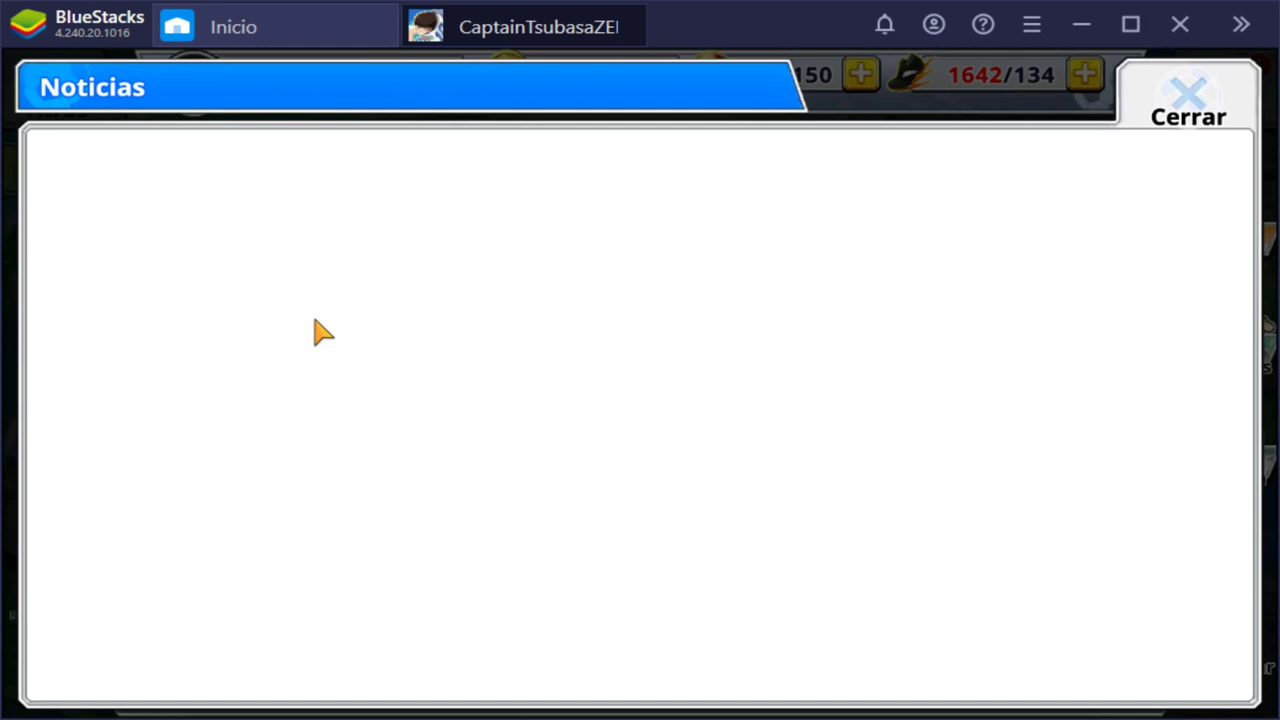 BlueStacks
4.240.20.1016
Inicio
CaptainTsubasaZE
Noticias
150
1642/134
Cerrar